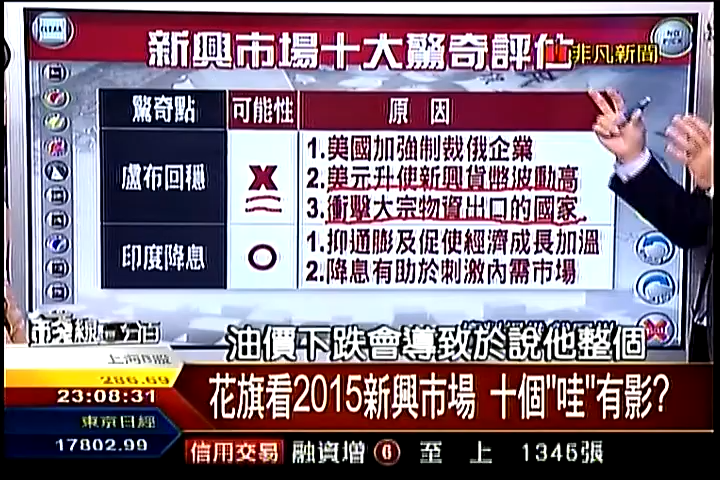 CLEAR
新興市場十大驚奇評估
非凡新聞
NO PICK
驚奇點 可能性 原 因
盧布回穩 X
1.美國加強制裁俄企業
2.美元升使新興貨幣波動高
3.衝擊大宗物資出口的國家
印度降息 ○
1.抑通膨及促使經濟成長加溫
2.降息有助於刺激內需市場
油價下跌會導致於說他整個
上海B股
286.69
花旗看2015新興市場 十個"哇"有影?
23:08:31
東京日經
17802.99
信用交易 融資增 6 至 上 1345張